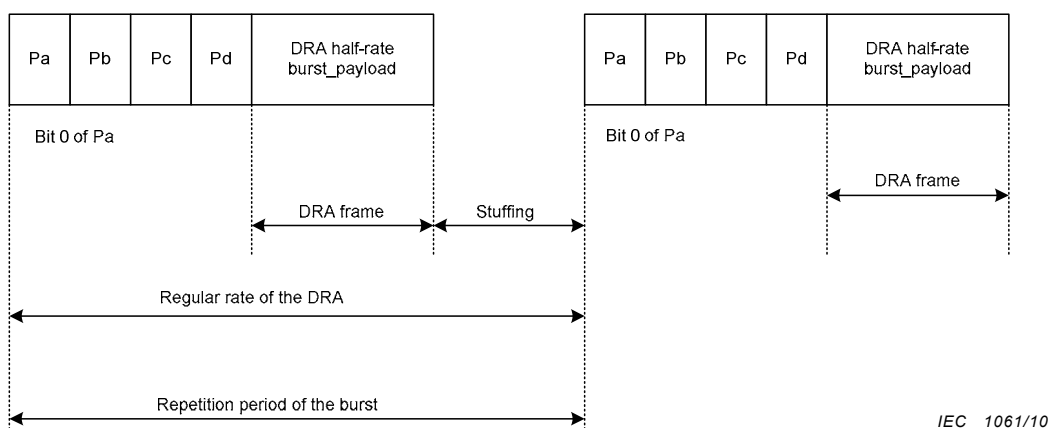 Pa Pb Pc Pd DRA half-rate
burst_payload
Pa Pb Pc Pd DRA half-rate
burst_payload
Bit 0 of Pa
Bit 0 of Pa
DRA frame
DRA frame
Stuffing
Regular rate of the DRA
Repetition period of the burst
IEC 1061/10